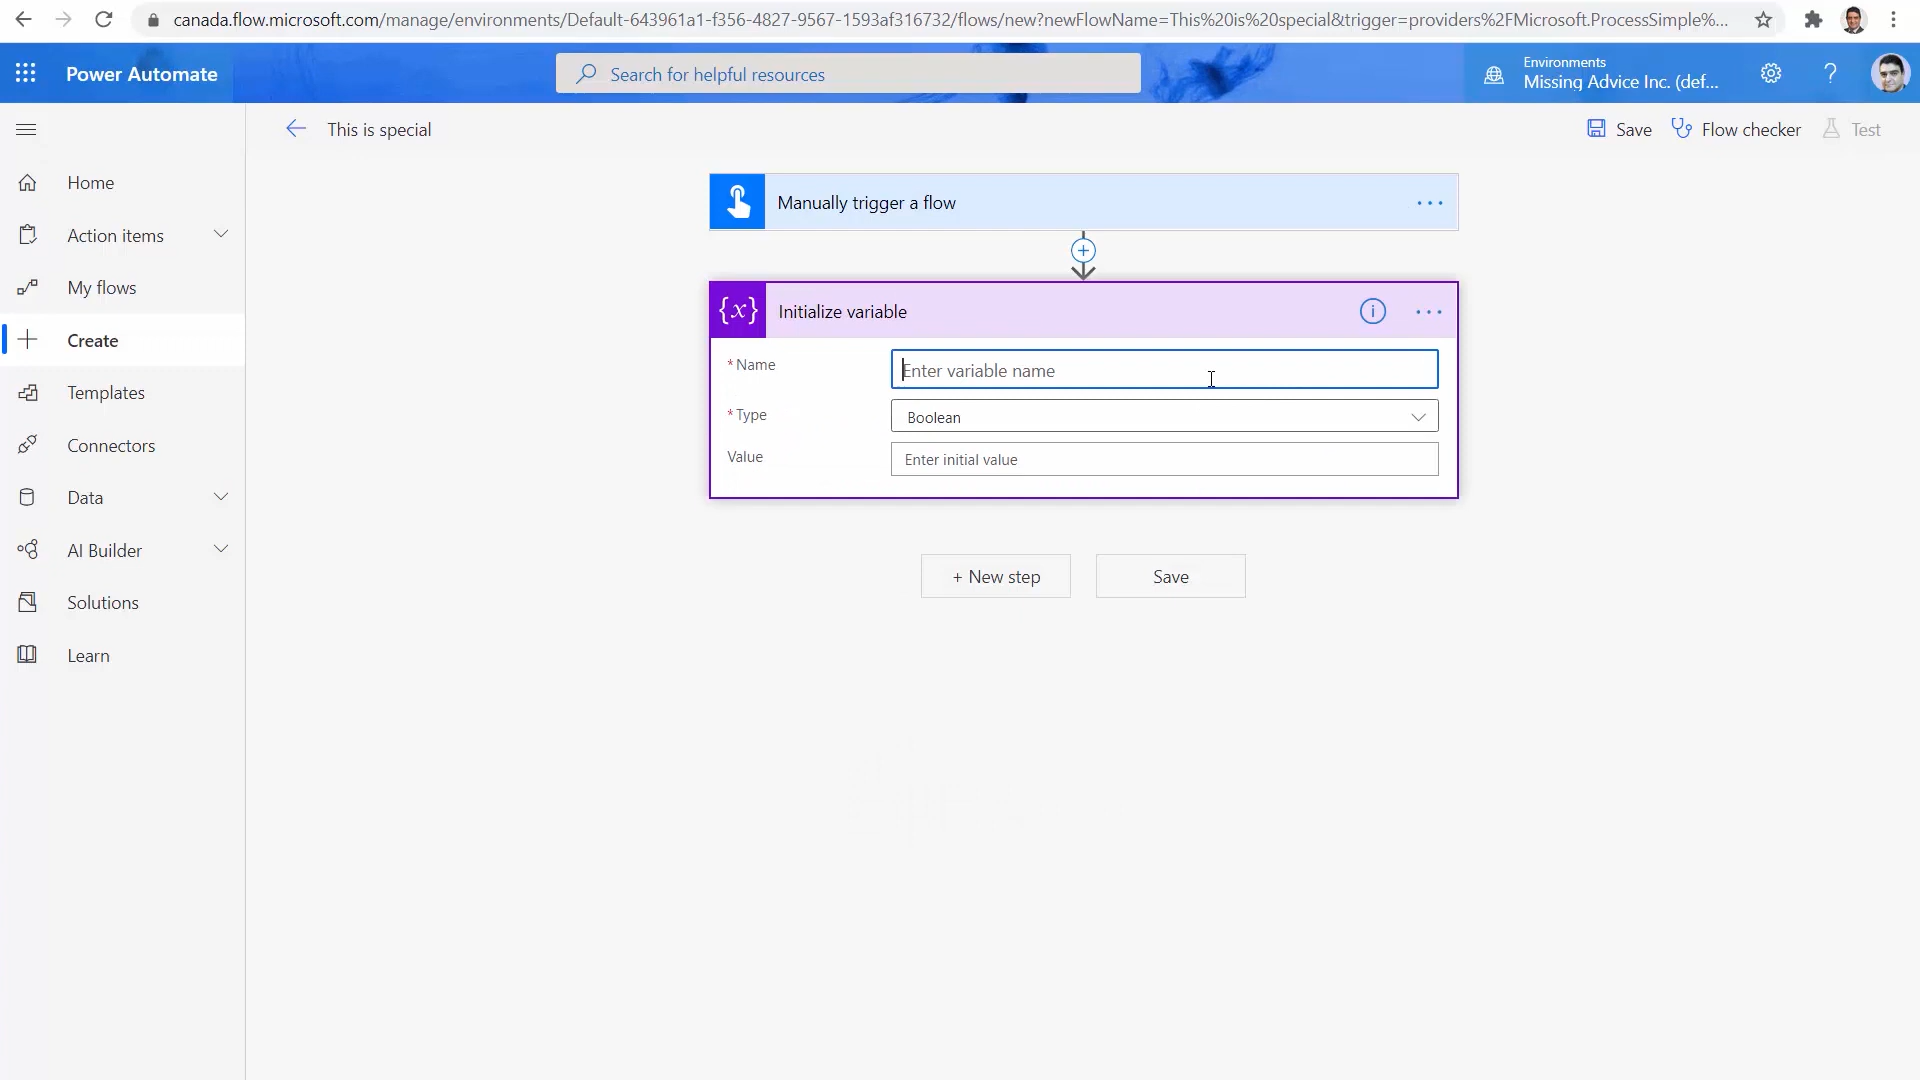 canada.flow.microsoft.com/manage/environments/Default-643961a1-f356-4827-9567-1593af316732/flows/new?newFlowName=This%20is%20special&trigger=providers%2FMicrosoft.ProcessSimple%...
Power Automate
Search for helpful resources
Environments
Missing Advice Inc. (def...
?
This is special
Save
Flow checker
Test
Home
Action items
My flows
Create
Templates
Connectors
Data
AI Builder
Solutions
Learn
Manually trigger a flow
...
{x}
Initialize variable
i
...
* Name
Enter variable name
* Type
Boolean
Value
Enter initial value
+ New step
Save